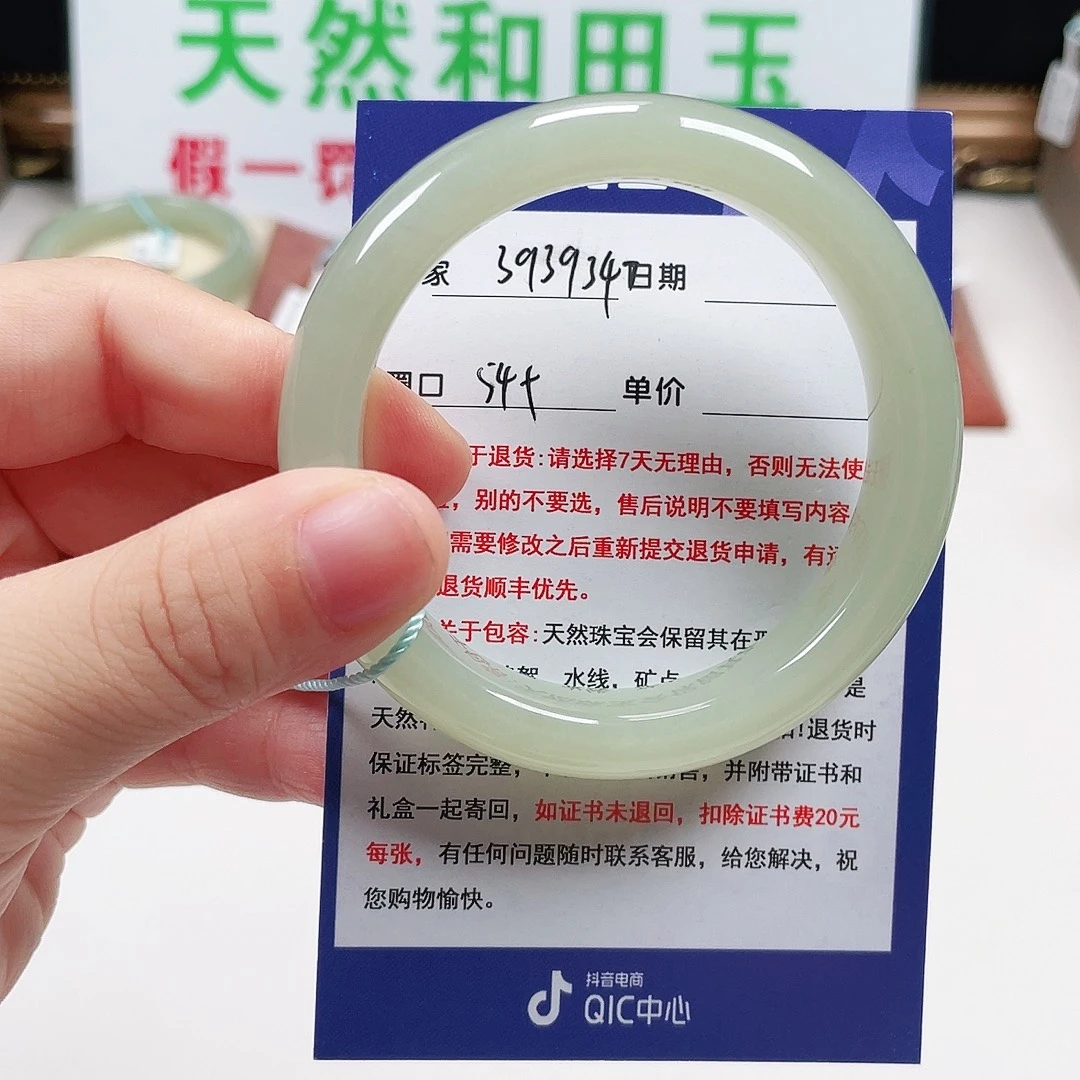 天然和田玉
假一罚
家 393934T 日期
圈口 54+ 单价
于退货:请选择7天无理由，否则无法使
，别的不要选，售后说明不要填写内容
需要修改之后重新提交退货申请，有
退货顺丰优先。
关于包容:天然珠宝会保留其在
絮，水线，矿点 是
天然 !退货时
保证标签完整， ，并附带证书和
礼盒一起寄回，如证书未退回，扣除证书费20元
每张，有任何问题随时联系客服，给您解决，祝
您购物愉快。
抖音电商
QIC中心